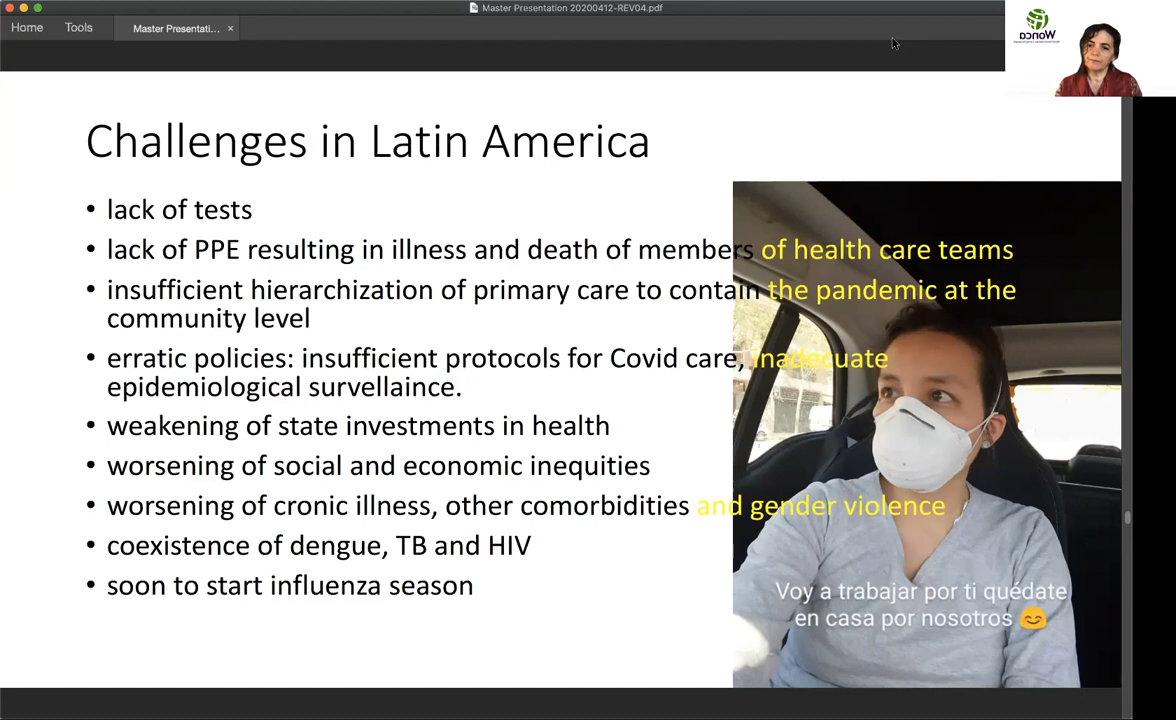 Master Presentation 20200412-REV04.pdf
Home Tools Master Presentati... ×
Wonca
Challenges in Latin America
• lack of tests
• lack of PPE resulting in illness and death of members of health care teams
• insufficient hierarchization of primary care to contain the pandemic at the
community level
• erratic policies: insufficient protocols for Covid care, inadecuate
epidemiological survellaince.
• weakening of state investments in health
• worsening of social and economic inequities
• worsening of cronic illness, other comorbidities and gender violence
• coexistence of dengue, TB and HIV
• soon to start influenza season
Voy a trabajar por ti quédate
en casa por nosotros 😊